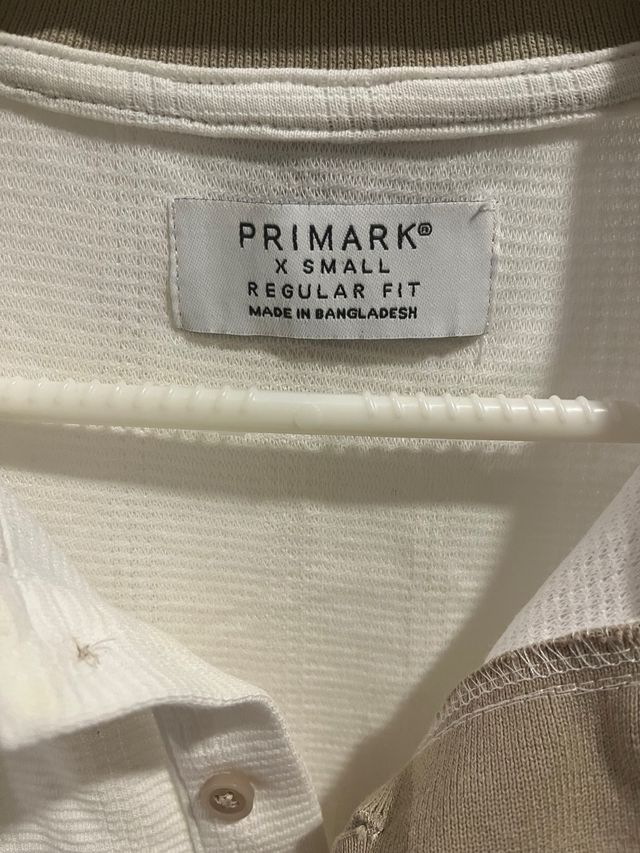 PRIMARK®
X SMALL
REGULAR FIT
MADE IN BANGLADESH